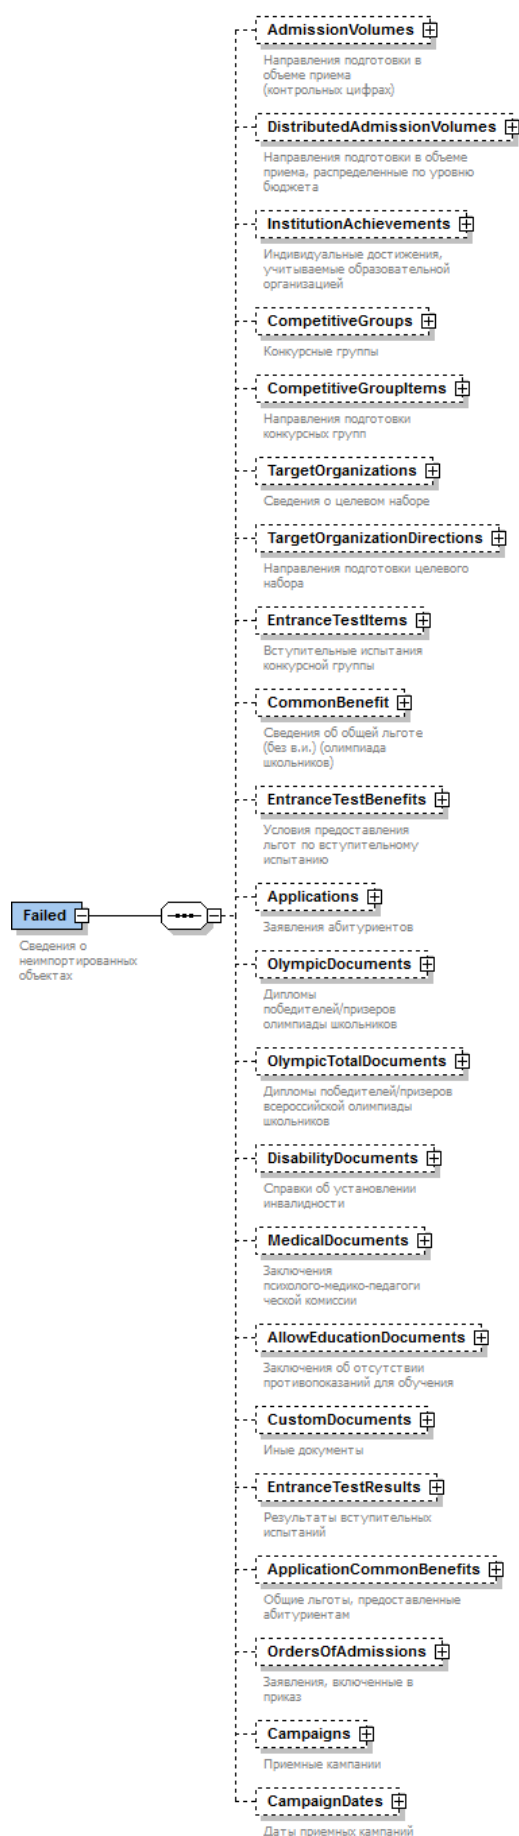 AdmissionVolumes
Направления подготовки в
объеме приема
(контрольных цифрах)
DistributedAdmissionVolumes
Направления подготовки в объеме
приема, распределенные по уровню
бюджета
InstitutionAchievements
Индивидуальные достижения,
учитываемые образовательной
организацией
CompetitiveGroups
Конкурсные группы
CompetitiveGroupItems
Направления подготовки
конкурсных групп
TargetOrganizations
Сведения о целевом наборе
TargetOrganizationDirections
Направления подготовки целевого
набора
EntranceTestItems
Вступительные испытания
конкурсной группы
CommonBenefit
Сведения об общей льготе
(без в.и.) (олимпиада
школьников)
EntranceTestBenefits
Условия предоставления
льгот по вступительному
испытанию
Failed
Сведения о
неимпортированных
объектах
Applications
Заявления абитуриентов
OlympicDocuments
Дипломы
победителей/призеров
олимпиады школьников
OlympicTotalDocuments
Дипломы победителей/призеров
всероссийской олимпиады
школьников
DisabilityDocuments
Справки об установлении
инвалидности
MedicalDocuments
Заключения
психолого-медико-педагоги
ческой комиссии
AllowEducationDocuments
Заключения об отсутствии
противопоказаний для обучения
CustomDocuments
Иные документы
EntranceTestResults
Результаты вступительных
испытаний
ApplicationCommonBenefits
Общие льготы, предоставленные
абитуриентам
OrdersOfAdmissions
Заявления, включенные в
приказ
Campaigns
Приемные кампании
CampaignDates
Даты приемных кампаний